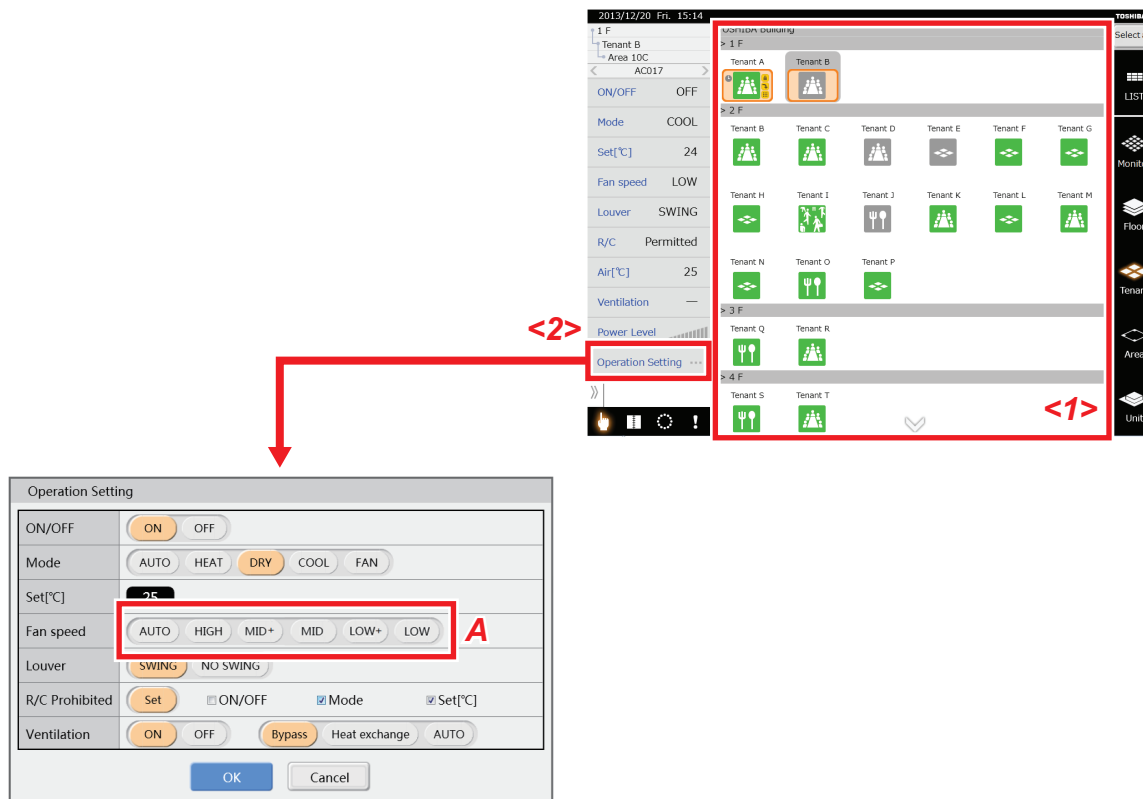 2013/12/20 Fri. 15:14
1 F
Tenant B
Area 10C
< AC017 >
ON/OFF OFF
Mode COOL
Set[℃] 24
Fan speed LOW
Louver SWING
R/C Permitted
Air[℃] 25
Ventilation —
Power Level
Operation Setting ...
<2>
TOSHIBA Building
> 1 F
Tenant A Tenant B
> 2 F
Tenant B Tenant C Tenant D Tenant E Tenant F Tenant G
Tenant H Tenant I Tenant J Tenant K Tenant L Tenant M
Tenant N Tenant O Tenant P
> 3 F
Tenant Q Tenant R
> 4 F
Tenant S Tenant T
<1>
TOSHIBA
Select
LIST
Monito
Floor
Tenan
Area
Unit
Operation Setting
ON/OFF ON OFF
Mode AUTO HEAT DRY COOL FAN
Set[℃] 25
Fan speed AUTO HIGH MID+ MID LOW+ LOW
A
Louver SWING NO SWING
R/C Prohibited Set ON/OFF Mode Set[℃]
Ventilation ON OFF Bypass Heat exchange AUTO
OK Cancel